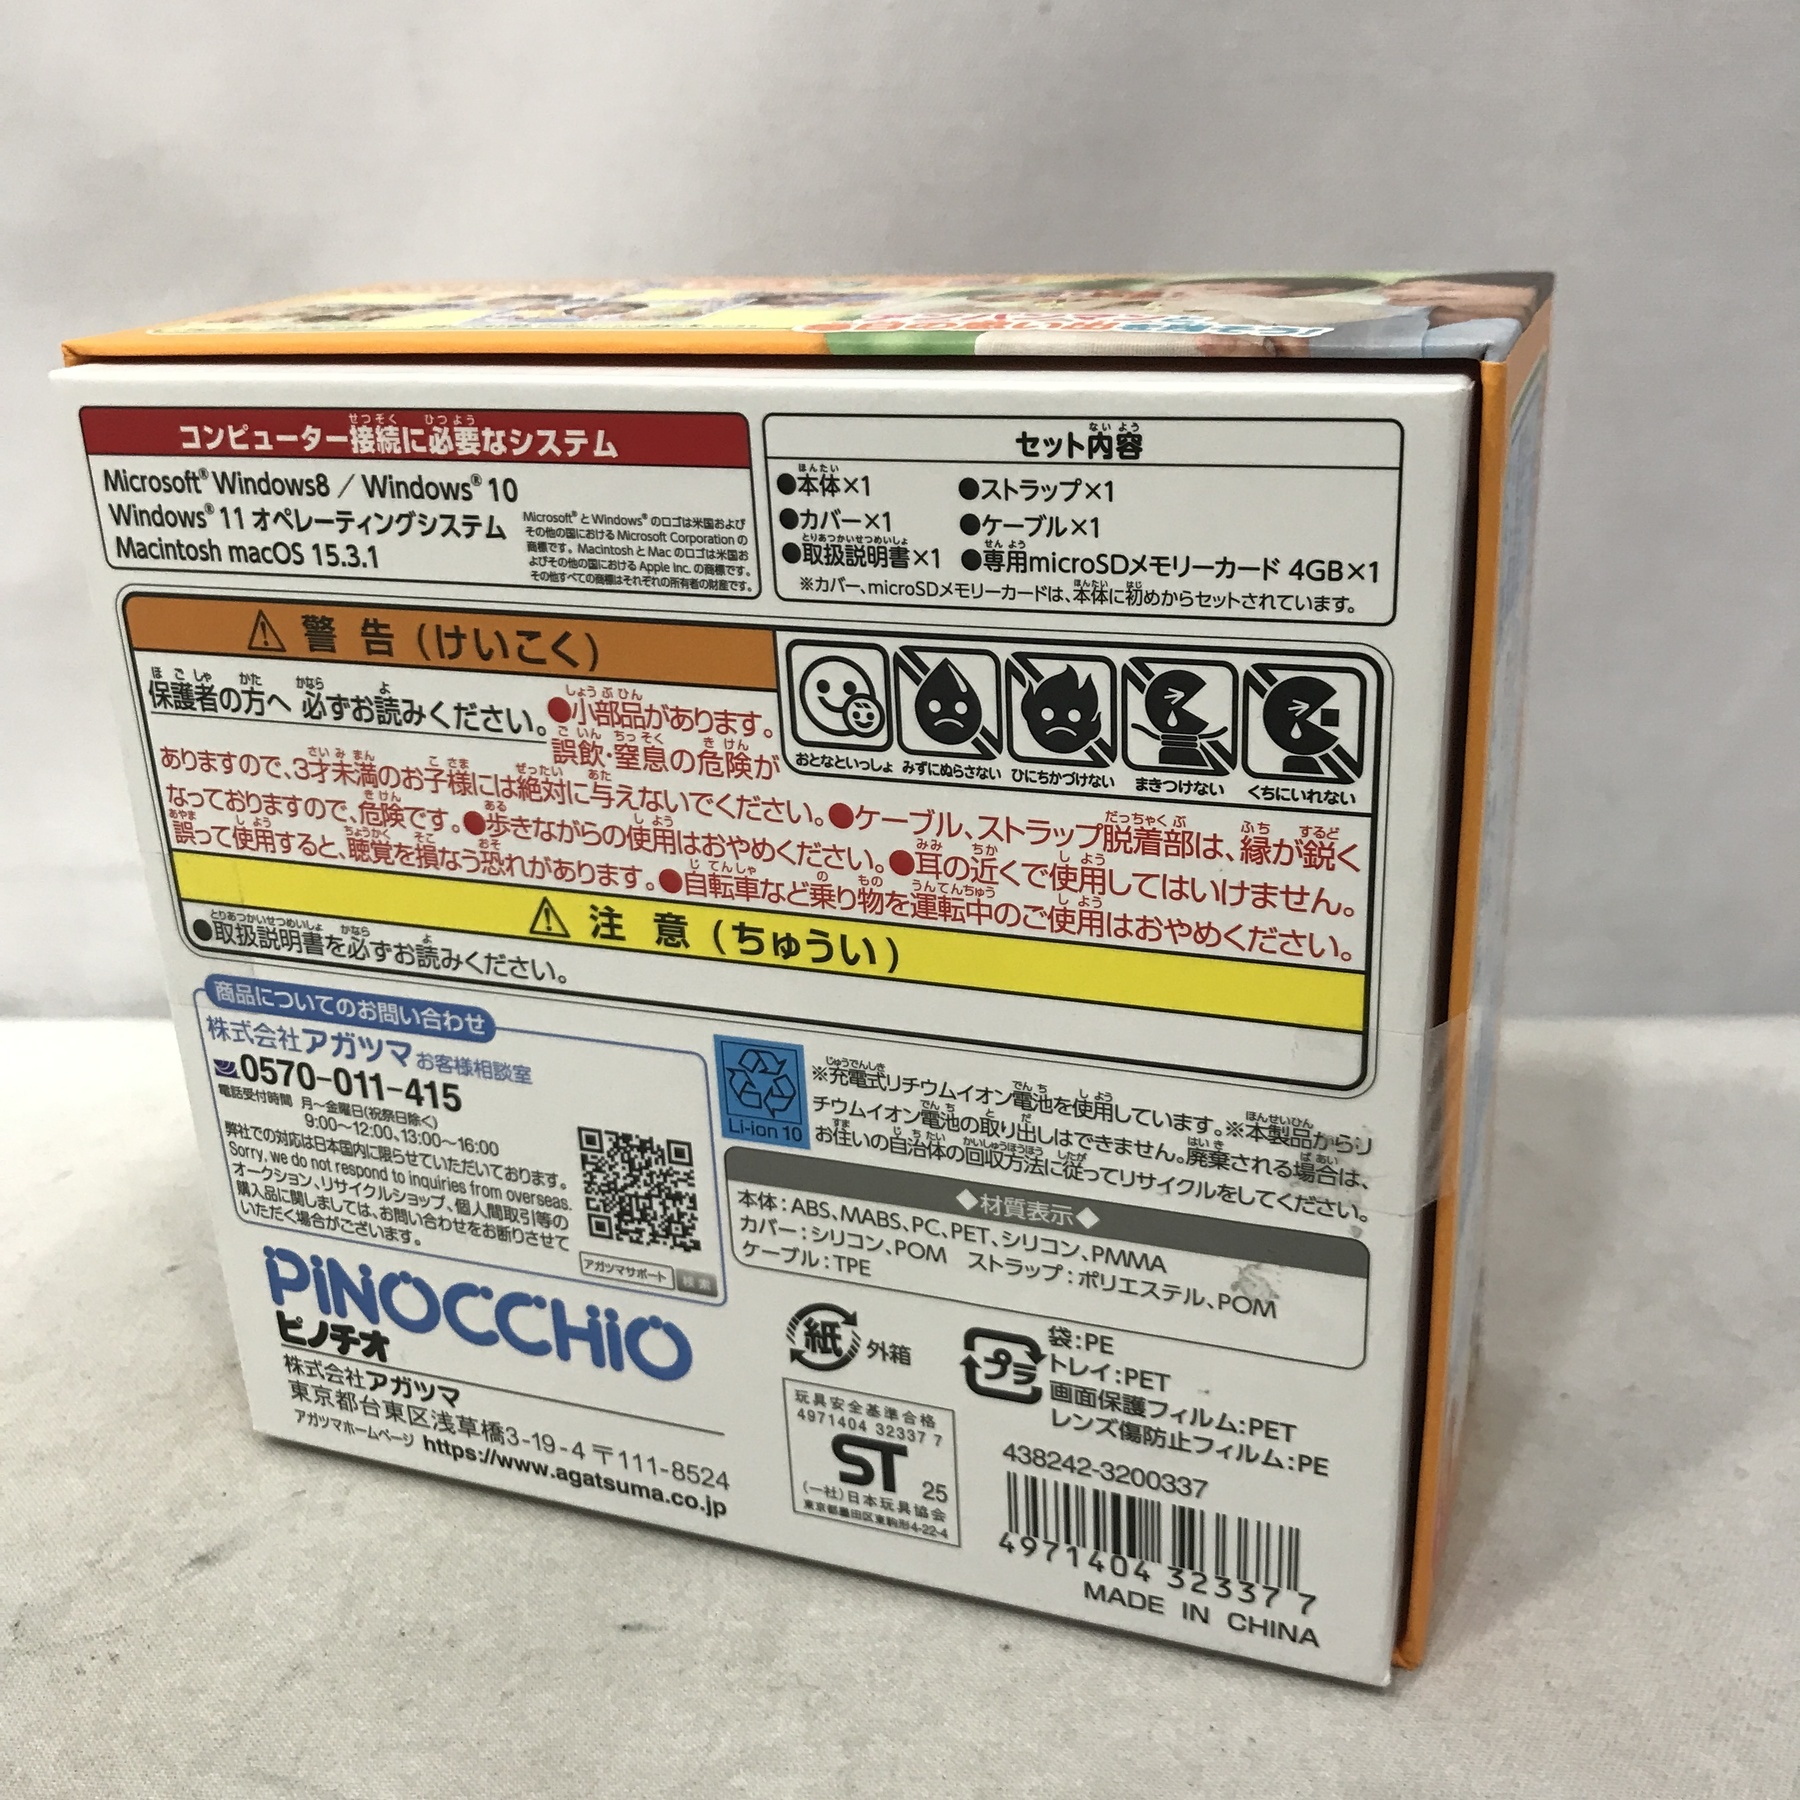 コンピューター接続に必要なシステム
Microsoft® Windows8 / Windows® 10
Windows® 11 オペレーティングシステム
Macintosh macOS 15.3.1
Microsoft® と Windows® のロゴは米国および
その他の国における Microsoft Corporation の
商標です。Macintosh と Mac のロゴは米国お
よびその他の国における Apple Inc. の商標です。
その他すべての商標はそれぞれの所有者の財産です。
セット内容
●本体×1 ●ストラップ×1
●カバー×1 ●ケーブル×1
●取扱説明書×1 ●専用microSDメモリーカード 4GB×1
※カバー、microSDメモリーカードは、本体に初めからセットされています。
⚠ 警告(けいこく)
保護者の方へ 必ずお読みください。●小部品があります。
誤飲・窒息の危険が
ありますので、3才未満のお子様には絶対に与えないでください。●ケーブル、ストラップ脱着部は、縁が鋭く
なっておりますので、危険です。●歩きながらの使用はおやめください。●耳の近くで使用してはいけません。
誤って使用すると、聴覚を損なう恐れがあります。●自転車など乗り物を運転中のご使用はおやめください。
おとなといっしょ みずにぬらさない ひにちかづけない まきつけない くちにいれない
⚠ 注意(ちゅうい)
●取扱説明書を必ずお読みください。
商品についてのお問い合わせ
株式会社アガツマ お客様相談室
0570-011-415
電話受付時間 月〜金曜日(祝祭日除く)
9:00〜12:00、13:00〜16:00
弊社での対応は日本国内に限らせていただいております。
Sorry, we do not respond to inquiries from overseas.
オークション、リサイクルショップ、個人間取引等の
購入品に関しましては、お問い合わせをお断りさせて
いただく場合がございます。
アガツマサポート 検索
Li-ion 10
※充電式リチウムイオン電池を使用しています。※本製品からリ
チウムイオン電池の取り出しはできません。廃棄される場合は、
お住いの自治体の回収方法に従ってリサイクルをしてください。
◆材質表示◆
本体:ABS、MABS、PC、PET、シリコン、PMMA
カバー:シリコン、POM ストラップ:ポリエステル、POM
ケーブル:TPE
PiNOCCHiO
ピノチオ
株式会社アガツマ
東京都台東区浅草橋3-19-4 〒111-8524
アガツマホームページ https://www.agatsuma.co.jp
紙 外箱
プラ
袋:PE
トレイ:PET
画面保護フィルム:PET
レンズ傷防止フィルム:PE
玩具安全基準合格
4971404 32337 7
ST 25
(一社)日本玩具協会
東京都墨田区東駒形4-22-4
438242-3200337
4971404 323377
MADE IN CHINA